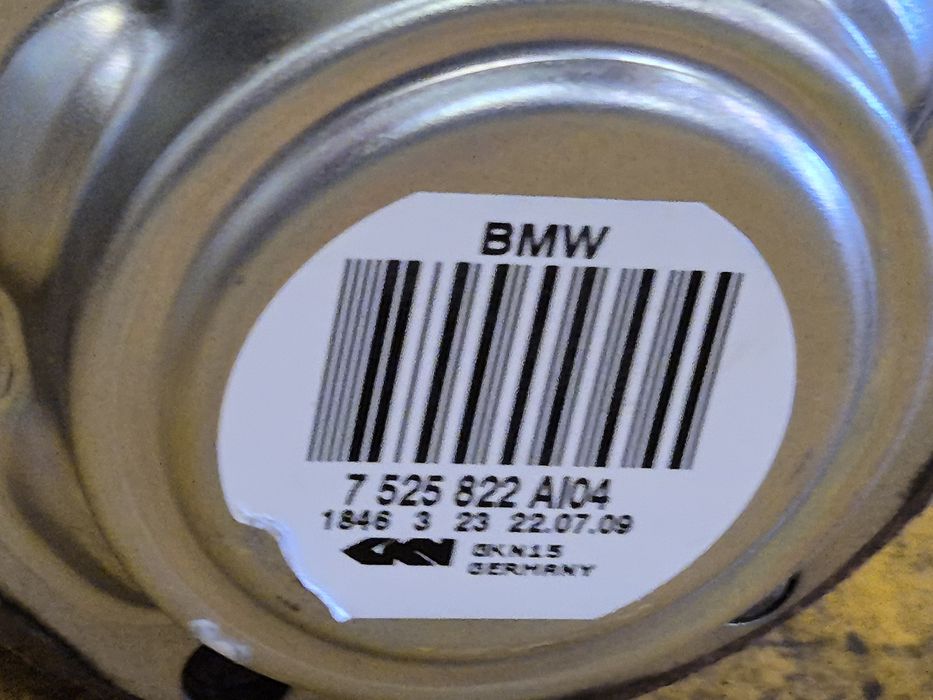 BMW
7 525 822 AI04
1846 3 23 22.07.09
GKN GKN15
GERMANY